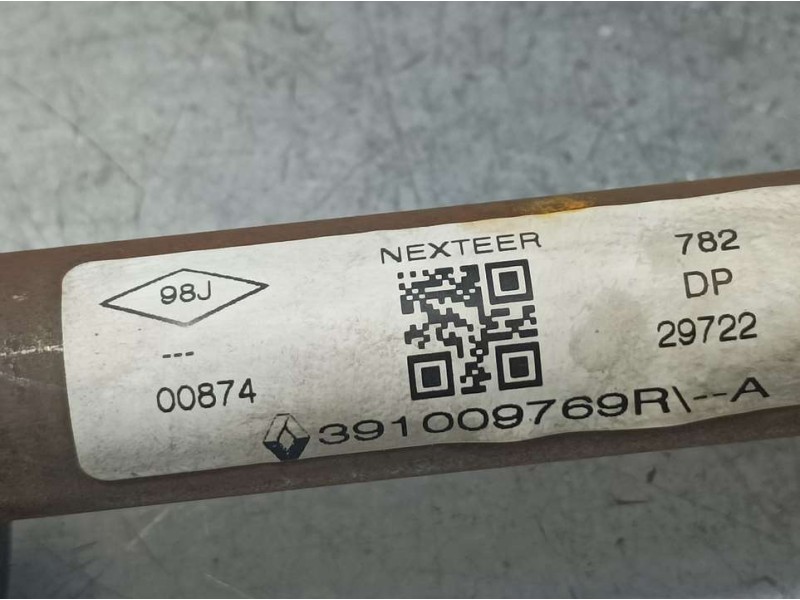 98J
---
00874
NEXTEER
782
DP
29722
391009769R\--A